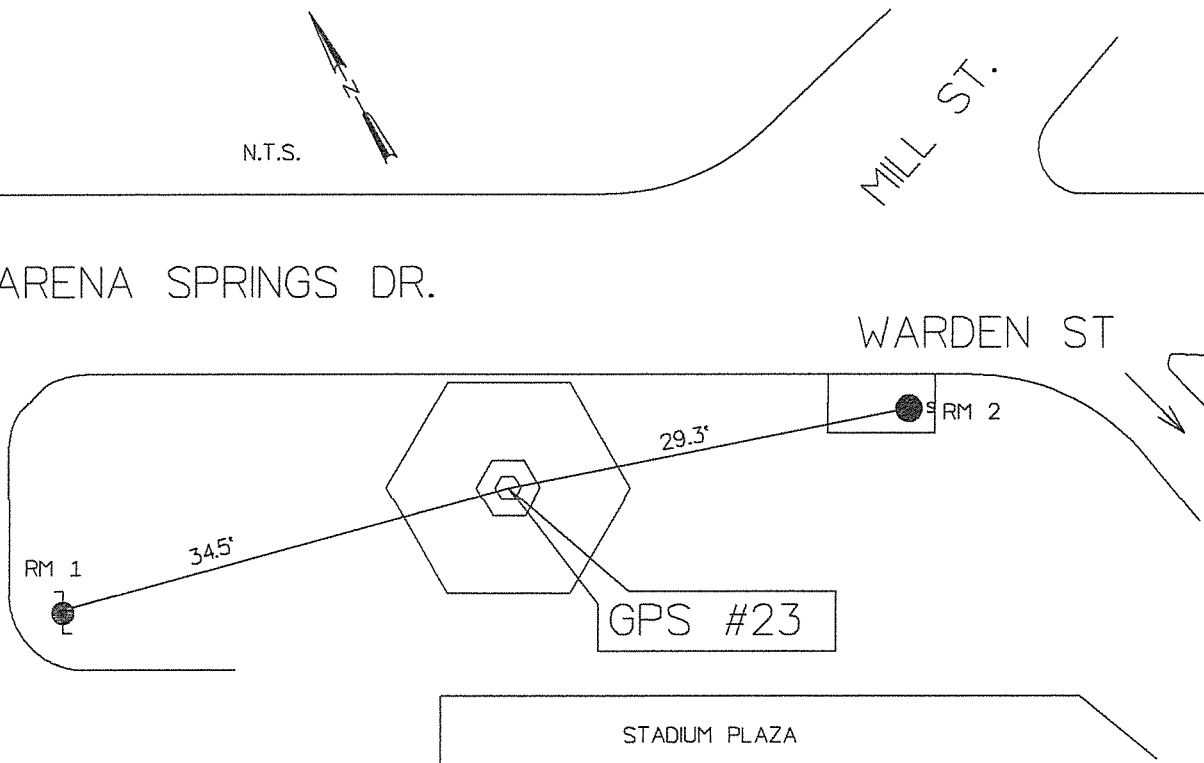 N
N.T.S.
MILL ST.
ARENA SPRINGS DR.
WARDEN ST
S RM 2
29.3'
34.5'
RM 1
GPS #23
STADIUM PLAZA